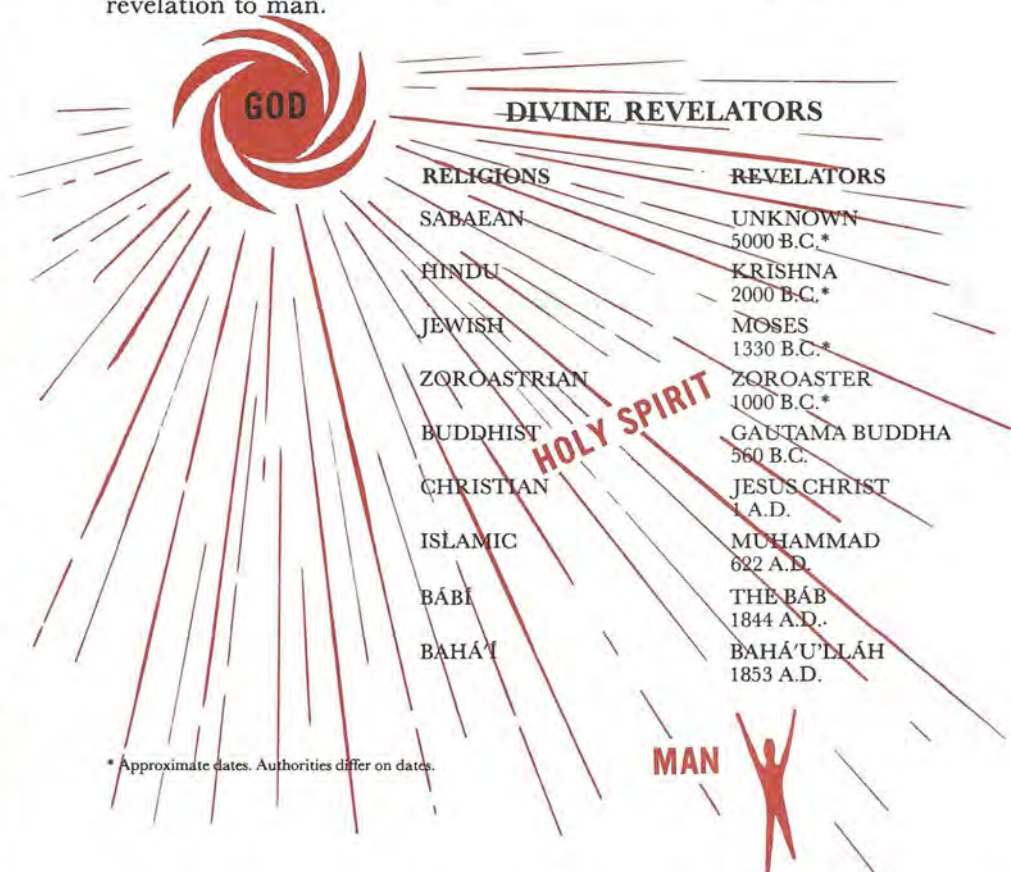 revelation to man.
GOD
DIVINE REVELATORS
RELIGIONS REVELATORS
SABAEAN UNKNOWN
5000 B.C.*
HINDU KRISHNA
2000 B.C.*
JEWISH MOSES
1330 B.C.*
ZOROASTRIAN ZOROASTER
1000 B.C.*
HOLY SPIRIT
BUDDHIST GAUTAMA BUDDHA
560 B.C.
CHRISTIAN JESUS CHRIST
1 A.D.
ISLAMIC MUHAMMAD
622 A.D.
BÁBÍ THE BÁB
1844 A.D.
BAHÁ'Í BAHÁ'U'LLÁH
1853 A.D.
MAN
* Approximate dates. Authorities differ on dates.